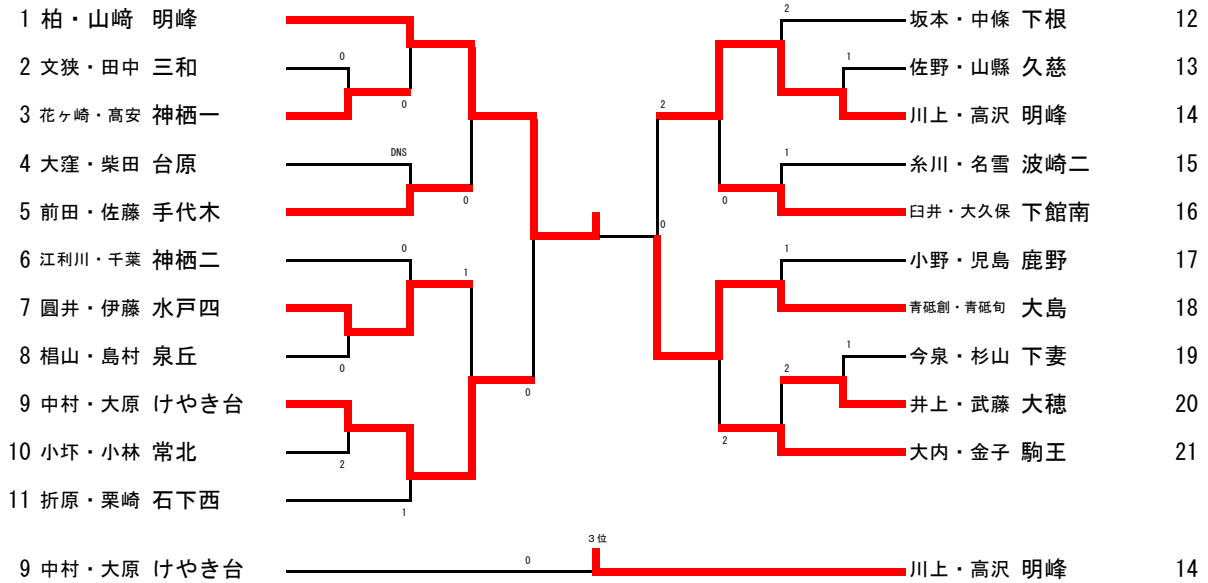 1 柏・山﨑 明峰
2 文狭・田中 三和
3 花ヶ崎・髙安 神栖一
4 大窪・柴田 台原
5 前田・佐藤 手代木
6 江利川・千葉 神栖二
7 圓井・伊藤 水戸四
8 椙山・島村 泉丘
9 中村・大原 けやき台
10 小圷・小林 常北
11 折原・栗崎 石下西
0
0
DNS
0
0
1
0
2
1
0
2
1
2
1
0
0
1
1
2
2
坂本・中條 下根 12
佐野・山縣 久慈 13
川上・高沢 明峰 14
糸川・名雪 波崎二 15
臼井・大久保 下館南 16
小野・児島 鹿野 17
青砥創・青砥旬 大島 18
今泉・杉山 下妻 19
井上・武藤 大穂 20
大内・金子 駒王 21
3位
9 中村・大原 けやき台 0 川上・高沢 明峰 14